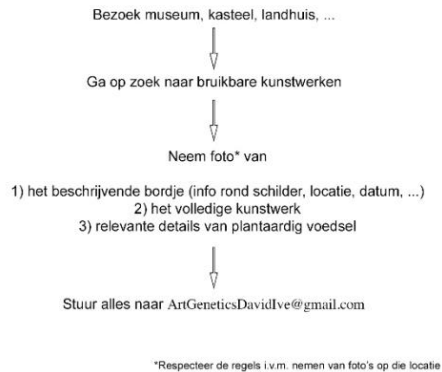 Bezoek museum, kasteel, landhuis, ...
Ga op zoek naar bruikbare kunstwerken
Neem foto* van
1) het beschrijvende bordje (info rond schilder, locatie, datum, ...)
2) het volledige kunstwerk
3) relevante details van plantaardig voedsel
Stuur alles naar ArtGeneticsDavidIve@gmail.com
*Respecteer de regels i.v.m. nemen van foto's op die locatie